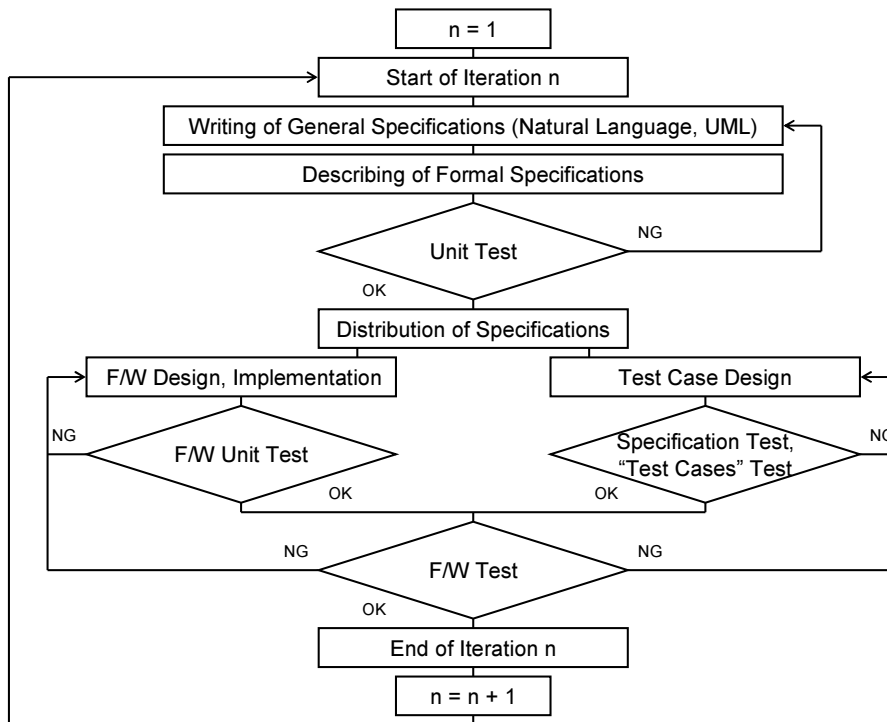 n = 1
Start of Iteration n
Writing of General Specifications (Natural Language, UML)
Describing of Formal Specifications
NG
Unit Test
OK
Distribution of Specifications
F/W Design, Implementation
Test Case Design
NG
F/W Unit Test
OK
Specification Test,
“Test Cases” Test
NG
OK
NG
F/W Test
NG
OK
End of Iteration n
n = n + 1